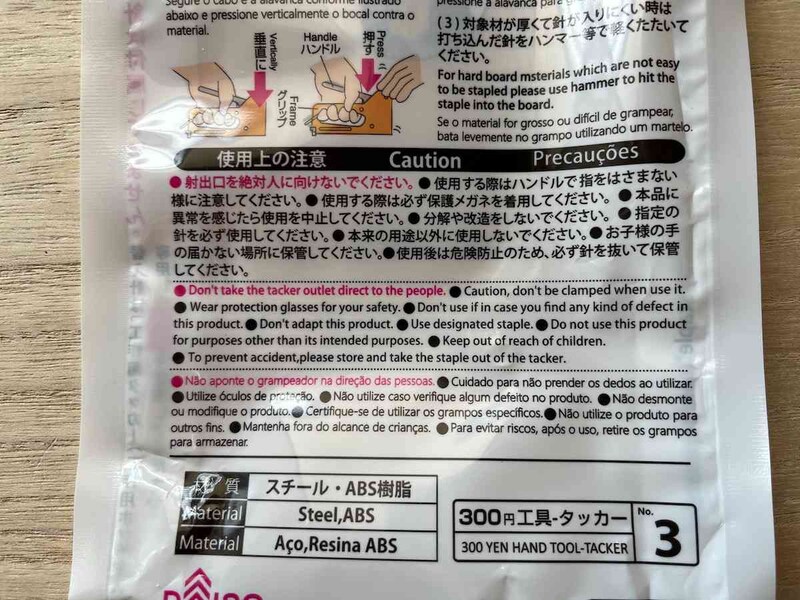 Segure o cabo e a alavanca conforme ilustrado
abaixo e pressione verticalmente o bocal contra o
material.
Vertically
垂直に
Handle
ハンドル
Press
押す
Frame
グリップ
(3)対象材が厚くて針が入りにくい時は
打ち込んだ針をハンマー等で軽くたたいて
ください。
For hard board msterials which are not easy
to be stapled please use hammer to hit the
staple into the board.
Se o material for grosso ou difícil de grampear,
bata levemente no grampo utilizando um martelo.
使用上の注意 Caution Precauções
● 射出口を絶対人に向けないでください。● 使用する際はハンドルで指をはさまない
様に注意してください。● 使用する際は必ず保護メガネを着用してください。● 本品に
異常を感じたら使用を中止してください。● 分解や改造をしないでください。● 指定の
針を必ず使用してください。● 本来の用途以外に使用しないでください。● お子様の手
の届かない場所に保管してください。●使用後は危険防止のため、必ず針を抜いて保管
してください。
● Don't take the tacker outlet direct to the people. ● Caution, don't be clamped when use it.
● Wear protection glasses for your safety. ● Don't use if in case you find any kind of defect in
this product. ● Don't adapt this product. ● Use designated staple. ● Do not use this product
for purposes other than its intended purposes. ● Keep out of reach of children.
● To prevent accident,please store and take the staple out of the tacker.
● Não aponte o grampeador na direção das pessoas. ● Cuidado para não prender os dedos ao utilizar.
● Utilize óculos de proteção. ● Não utilize caso verifique algum defeito no produto. ● Não desmonte
ou modifique o produto.● Certifique-se de utilizar os grampos específicos.● Não utilize o produto para
outros fins. ● Mantenha fora do alcance de crianças. ● Para evitar riscos, após o uso, retire os grampos
para armazenar.
材 質 スチール・ABS樹脂
Material Steel,ABS
Material Aço,Resina ABS
300円工具-タッカー
300 YEN HAND TOOL-TACKER
No.
3
DAISO